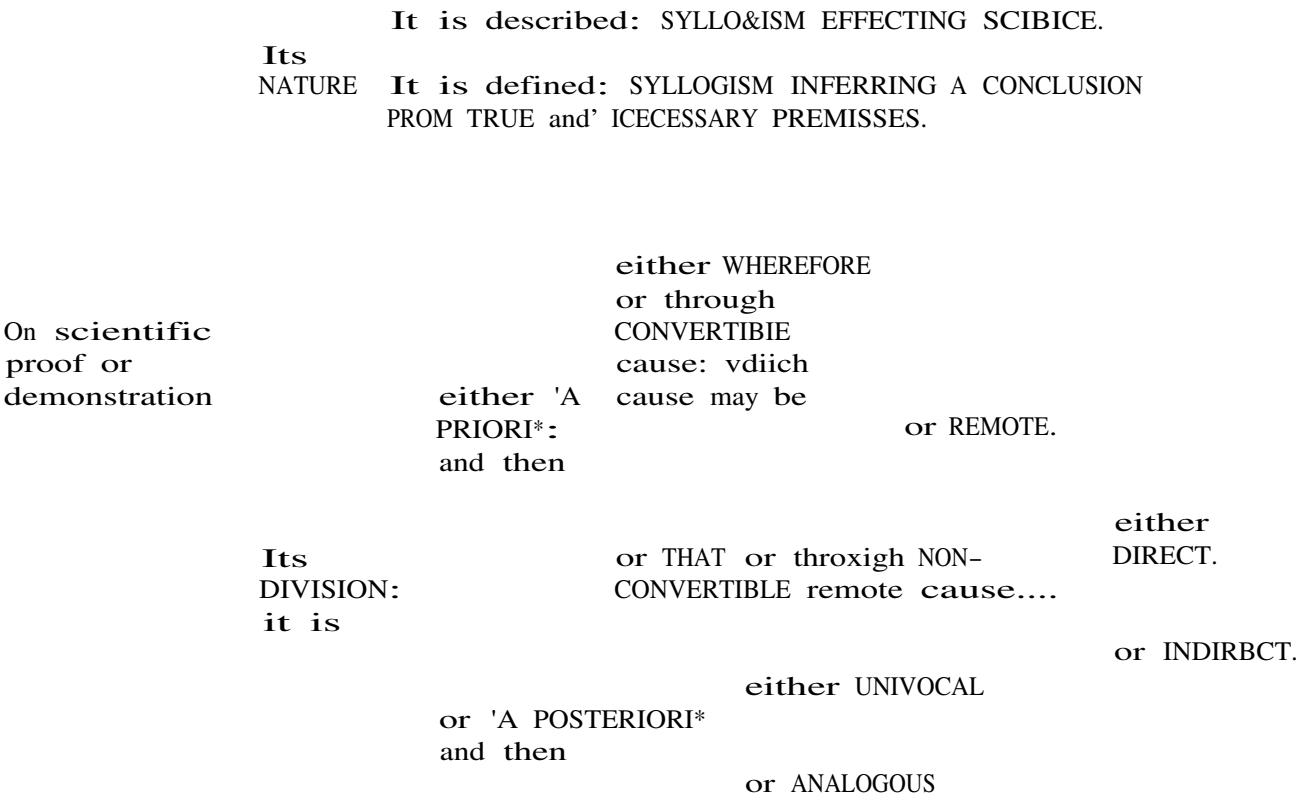 It is described: SYLLO&ISM EFFECTING SCIBICE.
Its
NATURE It is defined: SYLLOGISM INFERRING A CONCLUSION
PROM TRUE and’ ICECESSARY PREMISSES.
either WHEREFORE
or through
On scientific CONVERTIBIE
proof or cause: vdiich
demonstration either 'A cause may be
PRIORI*: or REMOTE.
and then
either
Its or THAT or throxigh NON- DIRECT.
DIVISION: CONVERTIBLE remote cause....
it is
or INDIRBCT.
either UNIVOCAL
or 'A POSTERIORI*
and then
or ANALOGOUS